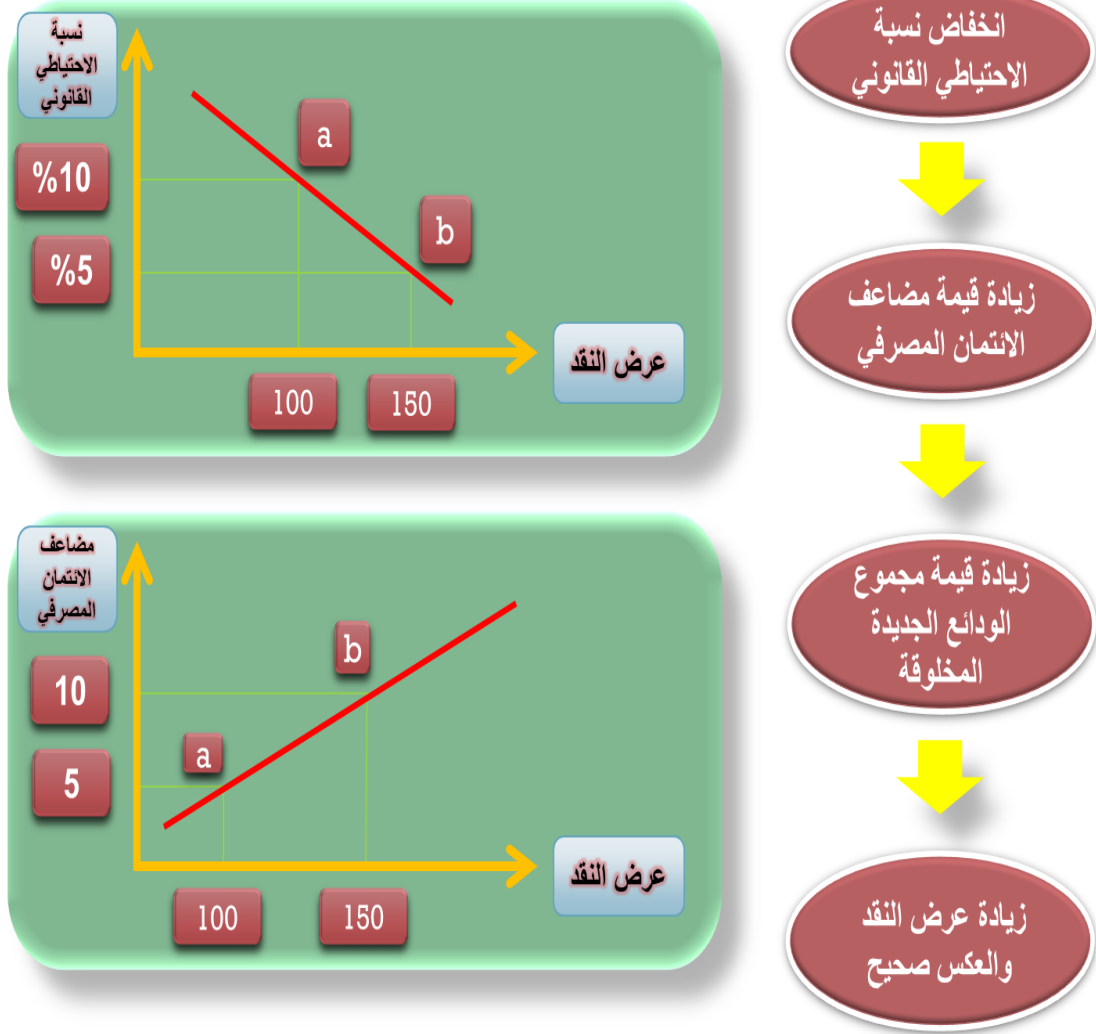 نسبة
الاحتياطي
القانوني
%10
%5
a
b
100
150
عرض النقد
مضاعف
الائتمان
المصرفي
10
5
a
b
100
150
عرض النقد
انخفاض نسبة
الاحتياطي القانوني
زيادة قيمة مضاعف
الائتمان المصرفي
زيادة قيمة مجموع
الودائع الجديدة
المخلوقة
زيادة عرض النقد
والعكس صحيح